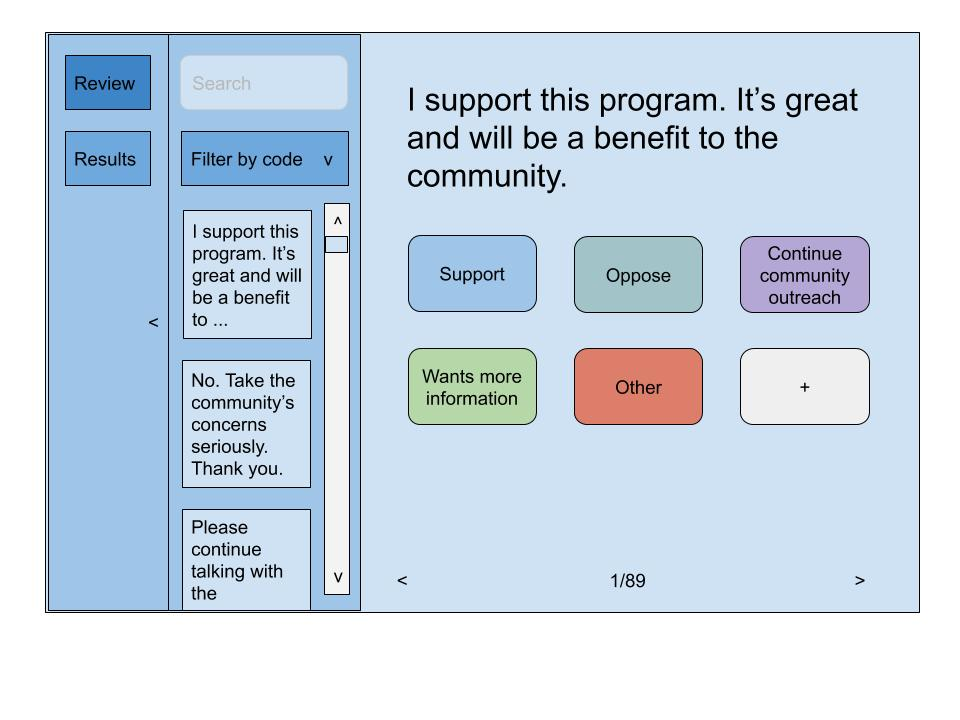 Review
Results
<
Search
Filter by code v
I support this
program. It’s
great and will
be a benefit
to ...
No. Take the
community’s
concerns
seriously.
Thank you.
Please
continue
talking with
the
^
v
I support this program. It’s great
and will be a benefit to the
community.
Support
Oppose
Continue
community
outreach
Wants more
information
Other
+
<
1/89
>